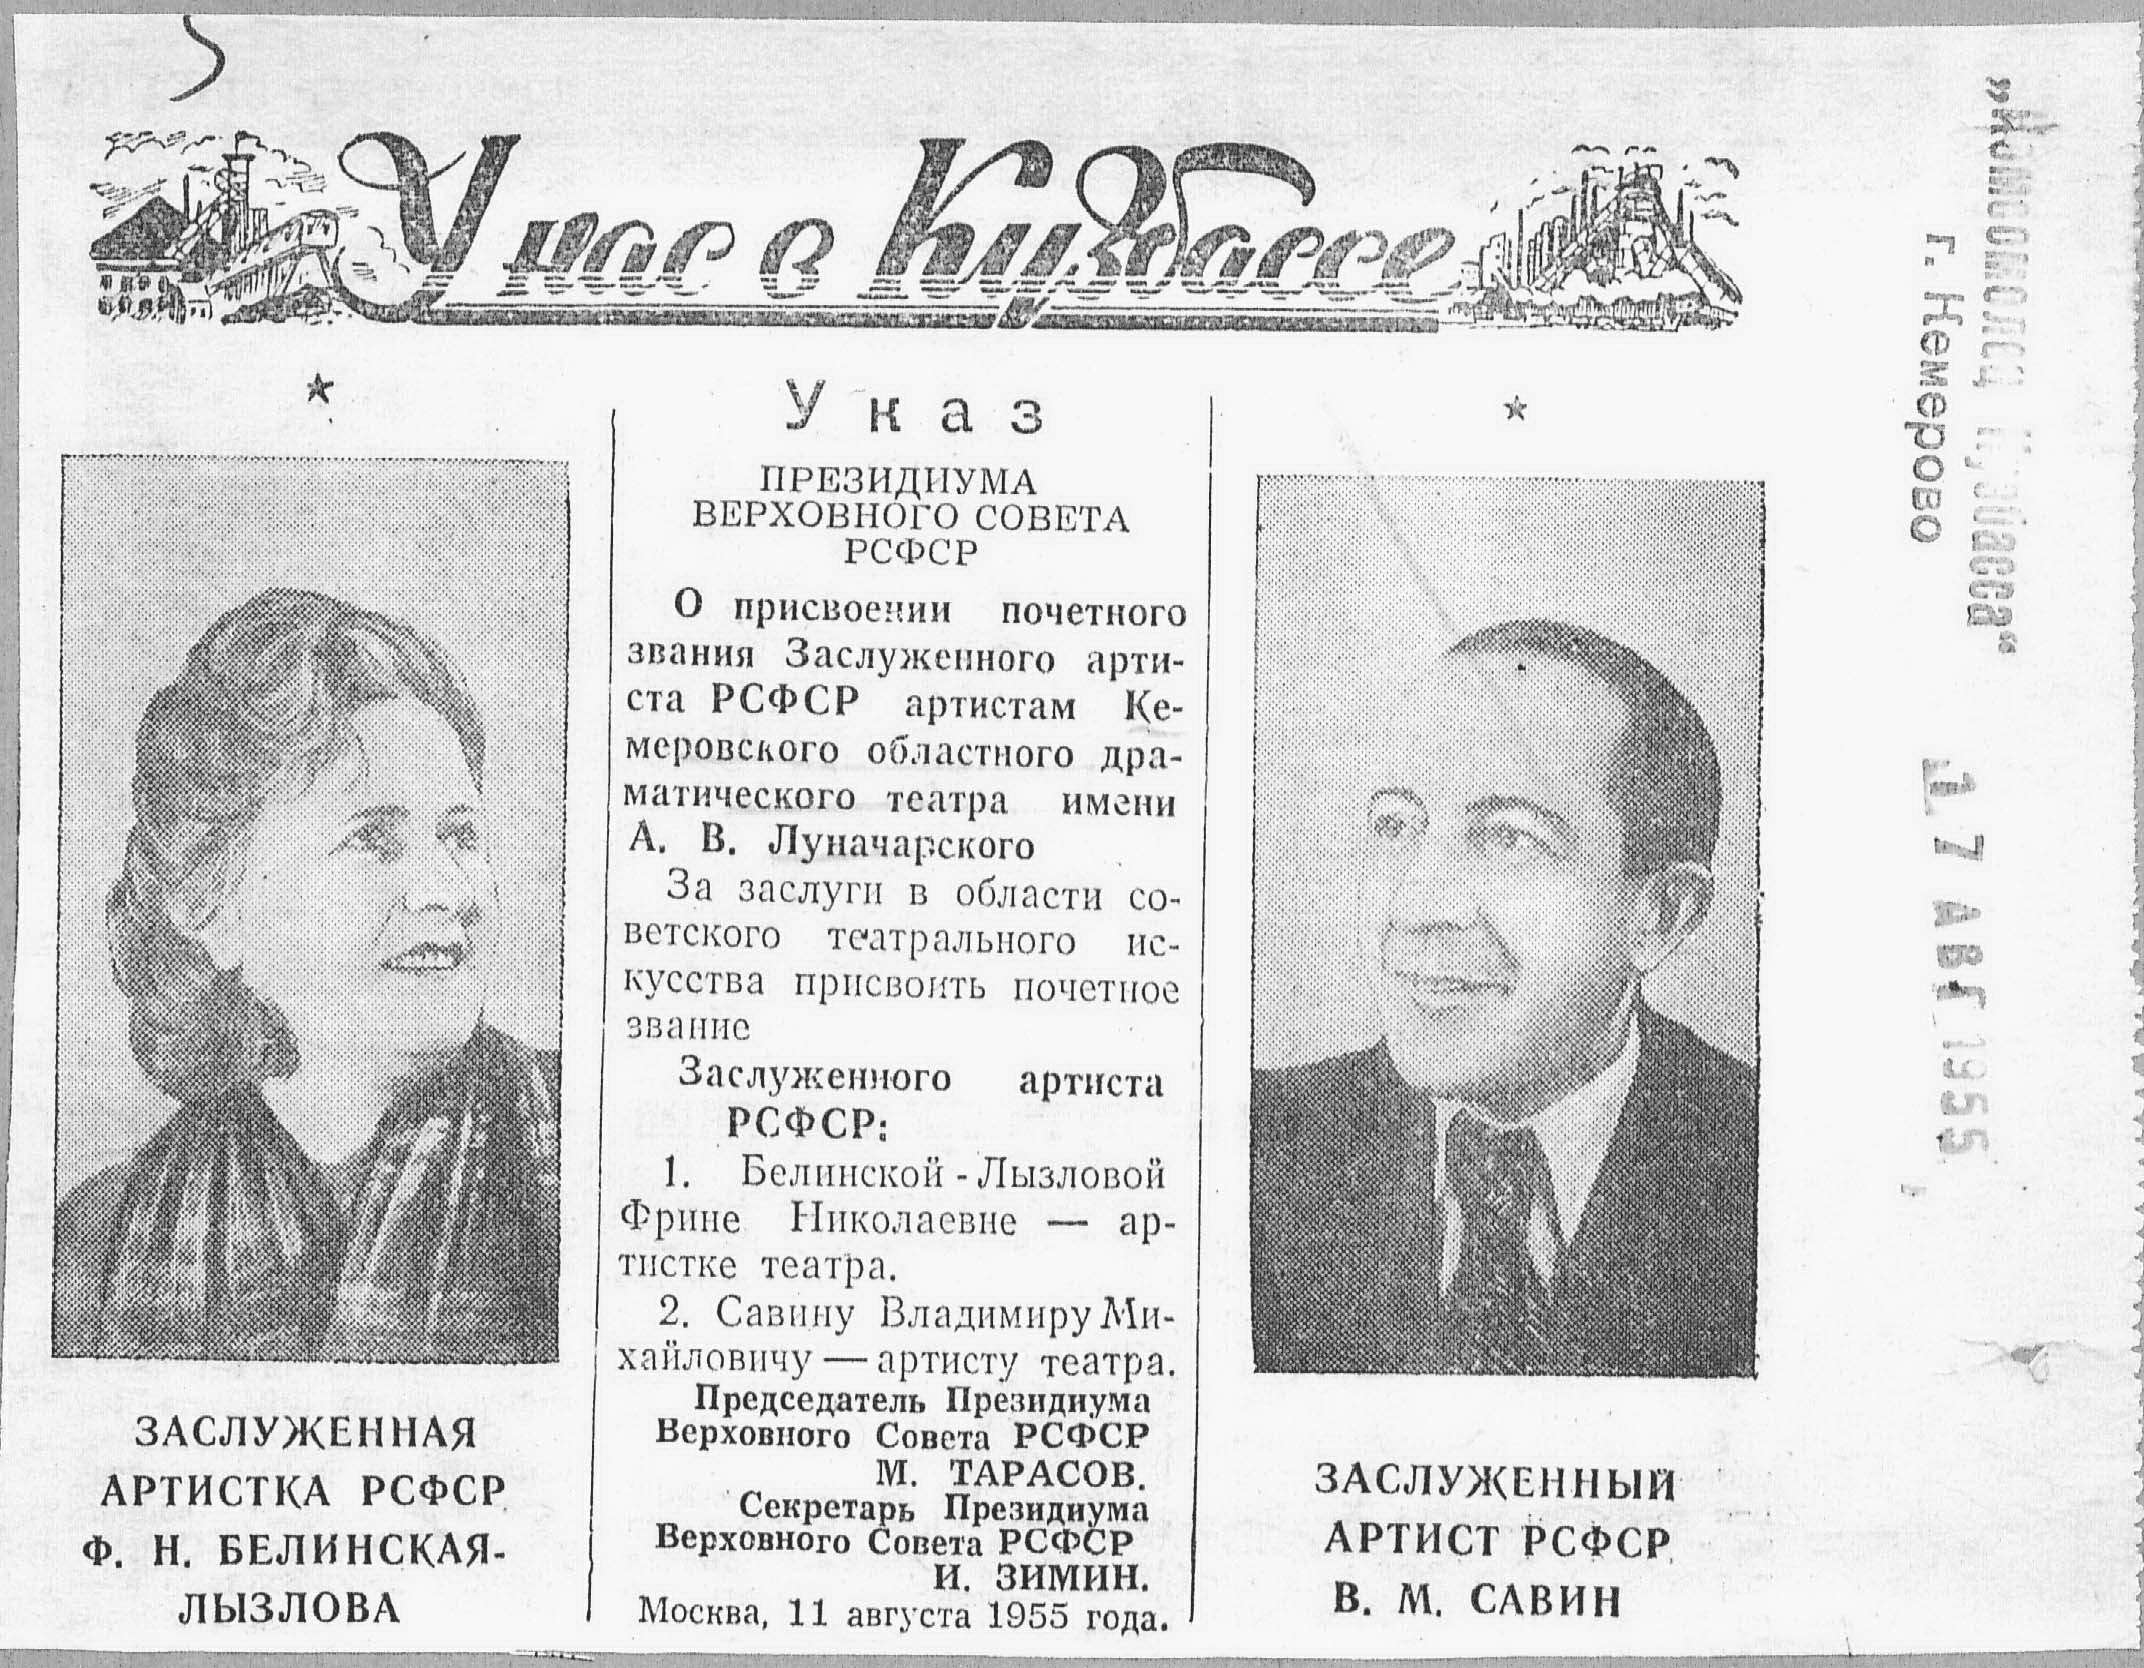 У нас в Кузбассе
Указ
ПРЕЗИДИУМА
ВЕРХОВНОГО СОВЕТА
РСФСР
О присвоении почетного
звания Заслуженного арти-
ста РСФСР артистам Ке-
меровского областного дра-
матического театра имени
А. В. Луначарского
За заслуги в области со-
ветского театрального ис-
кусства присвоить почетное
звание
Заслуженного артиста
РСФСР:
1. Белинской - Лызловой
Фрине Николаевне — ар-
тистке театра.
2. Савину Владимиру Ми-
хайловичу — артисту театра.
Председатель Президиума
Верховного Совета РСФСР
М. ТАРАСОВ.
Секретарь Президиума
Верховного Совета РСФСР
И. ЗИМИН.
Москва, 11 августа 1955 года.
ЗАСЛУЖЕННАЯ
АРТИСТКА РСФСР
Ф. Н. БЕЛИНСКАЯ-
ЛЫЗЛОВА
ЗАСЛУЖЕННЫЙ
АРТИСТ РСФСР
В. М. САВИН
„Комсомолец Кузбасса“
г. Кемерово
17 АВГ 1955